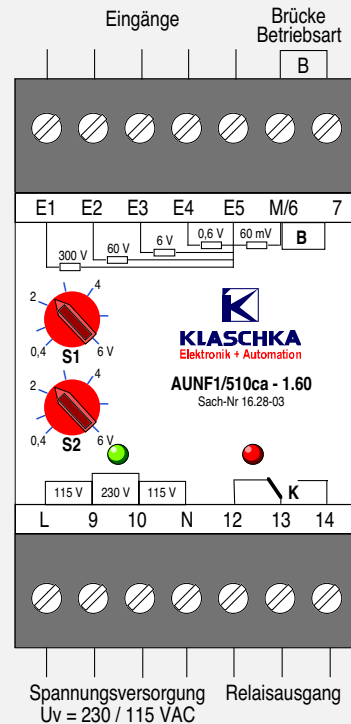 Eingänge
Brücke
Betriebsart
B
E1 E2 E3 E4 E5 M/6 7
0,6 V 60 mV B
6 V
60 V
300 V
2 4
0,4 S1 6 V
K
KLASCHKA
Elektronik + Automation
2 4
0,4 S2 6 V
AUNF1/510ca - 1.60
Sach-Nr 16.28-03
115 V 230 V 115 V K
L 9 10 N 12 13 14
Spannungsversorgung
Uv = 230 / 115 VAC
Relaisausgang